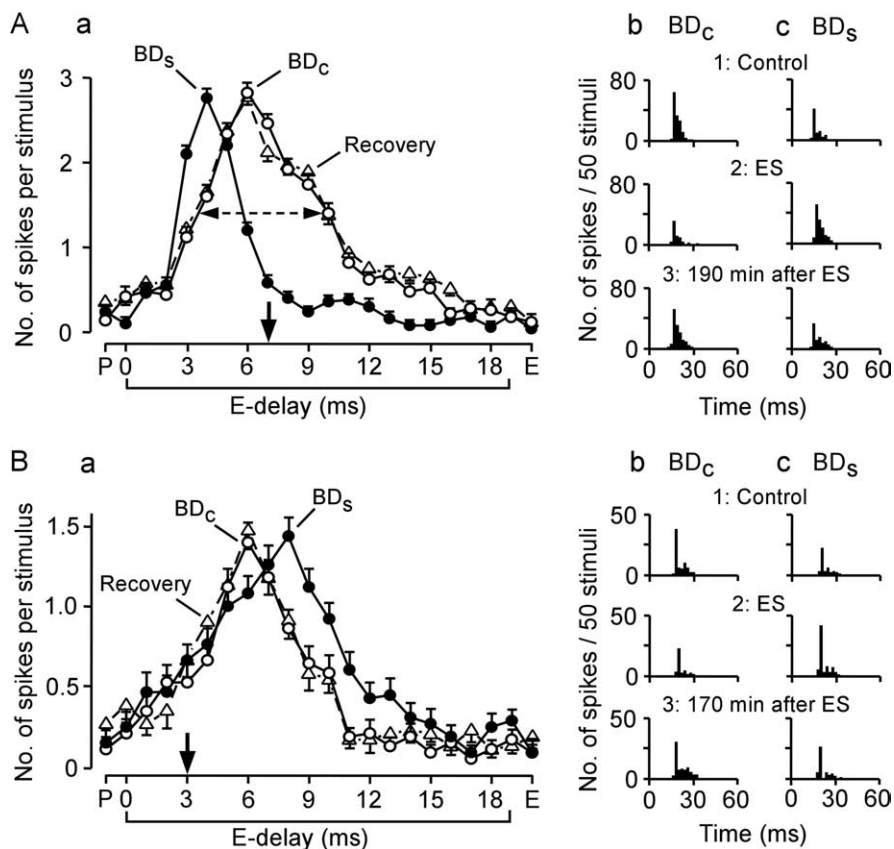 A
a
BDs
BDc
Recovery
No. of spikes per stimulus
3
2
1
0
P 0 3 6 9 12 15 18 E
E-delay (ms)
b BDc c BDs
1: Control
80
0
2: ES
80
0
3: 190 min after ES
80
0
No. of spikes / 50 stimuli
0 30 60 0 30 60
Time (ms)
B
a
BDc
BDs
Recovery
No. of spikes per stimulus
1.5
1.0
0.5
0
P 0 3 6 9 12 15 18 E
E-delay (ms)
b BDc c BDs
1: Control
50
0
2: ES
50
0
3: 170 min after ES
50
0
No. of spikes / 50 stimuli
0 30 60 0 30 60
Time (ms)